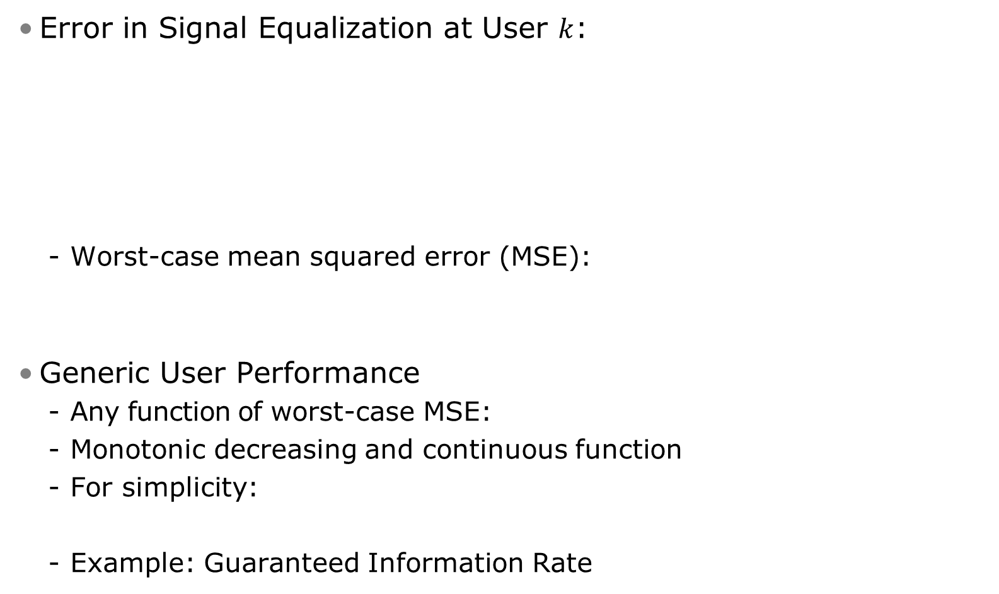 • Error in Signal Equalization at User k:
- Worst-case mean squared error (MSE):
• Generic User Performance
- Any function of worst-case MSE:
- Monotonic decreasing and continuous function
- For simplicity:
- Example: Guaranteed Information Rate